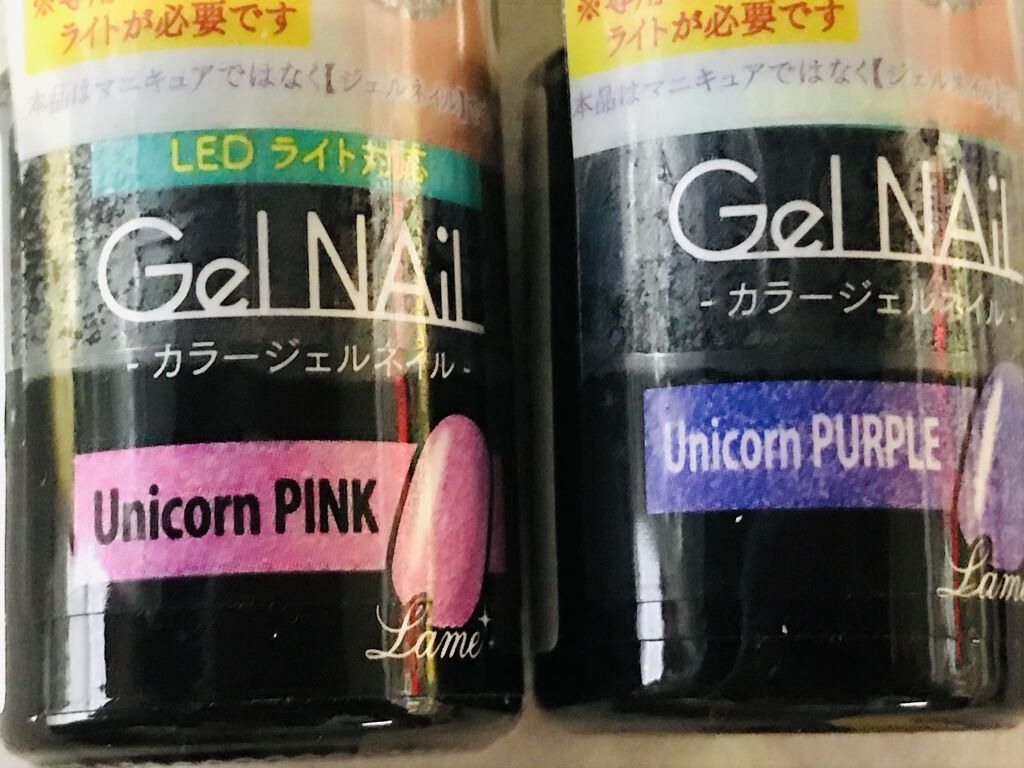 ライトが必要です
本品はマニキュアではなく【ジェルネイル】で
LED ライト対応
GeL NAiL
- カラージェルネイル -
Unicorn PINK
Lame
ライトが必要です
本品はマニキュアではなく【ジェルネイル】
GeL NAiL
- カラージェルネイル -
Unicorn PURPLE
Lame